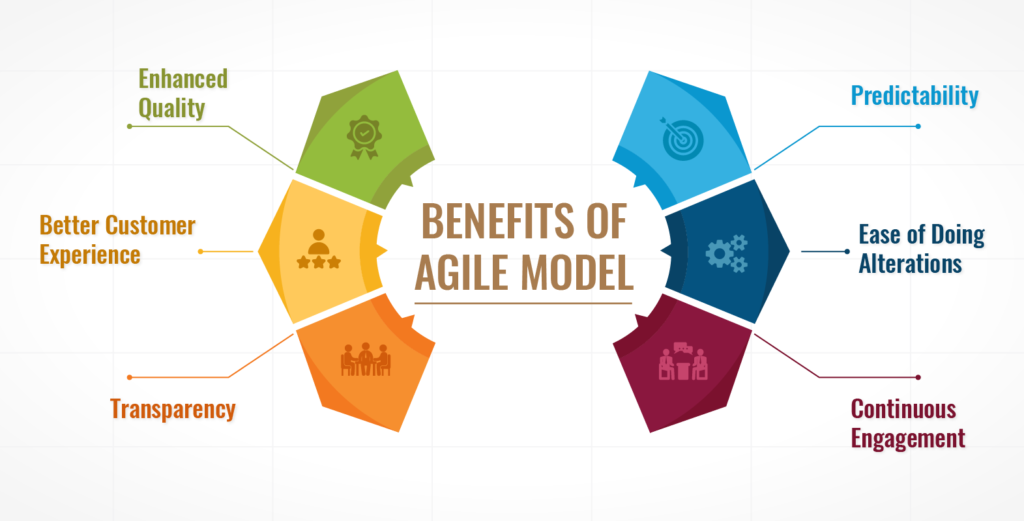 BENEFITS OF
AGILE MODEL
Enhanced
Quality
Better Customer
Experience
Transparency
Predictability
Ease of Doing
Alterations
Continuous
Engagement